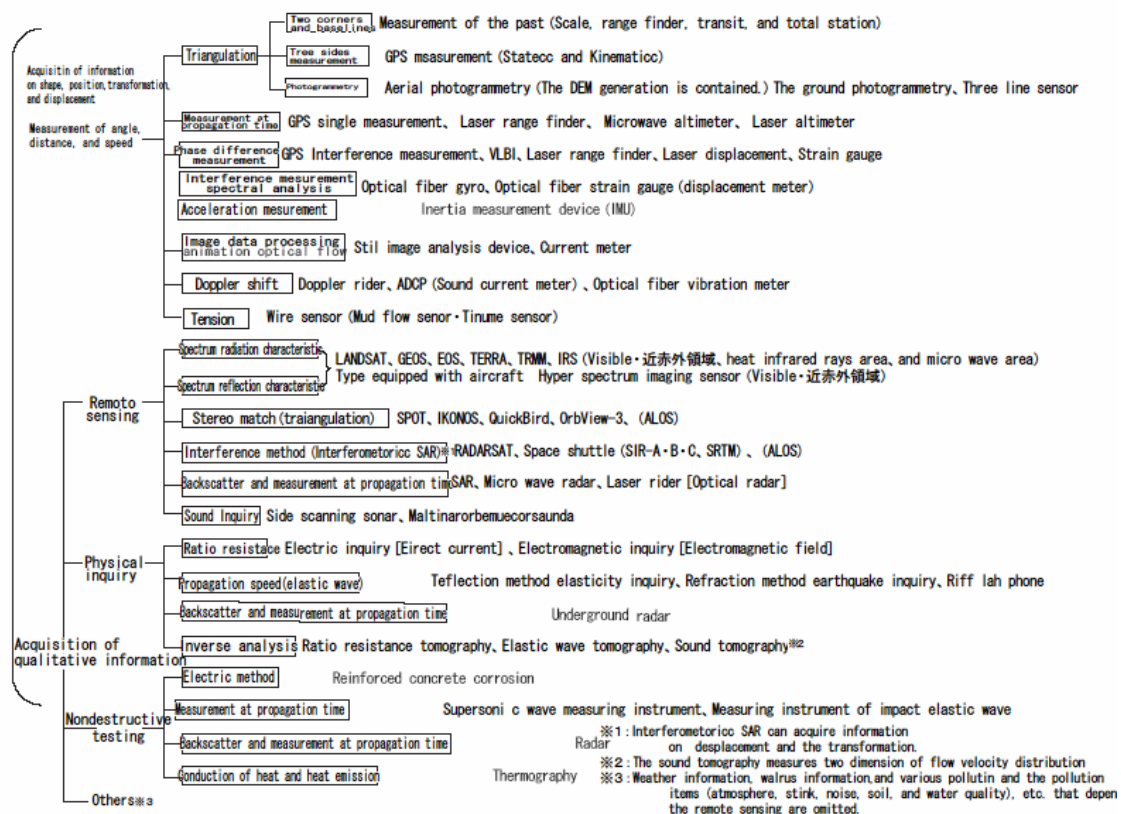 Two corners
and baselines
Measurement of the past (Scale, range finder, transit, and total station)
Triangulation
Tree sides
measurement
GPS msasurement (Statecc and Kinematicc)
Acquisitin of information
on shape, position, transformation,
and displacement
Photogrammetry
Aerial photogrammetry (The DEM generation is contained.) The ground photogrammetry、Three line sensor
Measurement of angle,
distance, and speed
Measurement at
propagation time
GPS single measurement、 Laser range finder、 Microwave altimeter、 Laser altimeter
Phase difference
measurement
GPS Interference measurement、VLBI、Laser range finder、Laser displacement、Strain gauge
Interference mesurement
spectral analysis
Optical fiber gyro、Optical fiber strain gauge (displacement meter)
Acceleration mesurement
Inertia measurement device (IMU)
Image data processing
animation optical flow
Stil image analysis device、Current meter
Doppler shift
Doppler rider、ADCP (Sound current meter) 、Optical fiber vibration meter
Tension
Wire sensor (Mud flow senor・Tinume sensor)
Spectrum radiation characteristic
LANDSAT、GEOS、EOS、TERRA、TRMM、IRS (Visible・近赤外領域、heat infrared rays area、and micro wave area)
Type equipped with aircraft Hyper spectrum imaging sensor (Visible・近赤外領域)
Spectrum reflection characteristic
Remoto
sensing
Stereo match (traiangulation)
SPOT、IKONOS、QuickBird、OrbView-3、 (ALOS)
Interference method (Interferometoricc SAR)※1
RADARSAT、Space shuttle (SIR-A・B・C、SRTM) 、 (ALOS)
Backscatter and measurement at propagation time
SAR、Micro wave radar、Laser rider [Optical radar]
Sound Inquiry
Side scanning sonar、Maltinarorbemuecorsaunda
Physical
inquiry
Ratio resistace
Electric inquiry [Eirect current] 、Electromagnetic inquiry [Electromagnetic field]
Propagation speed(elastic wave)
Teflection method elasticity inquiry、Refraction method earthquake inquiry、Riff lah phone
Backscatter and measurement at propagation time
Underground radar
Acquisition of
qualitative information
Inverse analysis
Ratio resistance tomography、Elastic wave tomography、Sound tomography※2
Electric method
Reinforced concrete corrosion
Nondestructive
testing
Measurement at propagation time
Supersoni c wave measuring instrument、Measuring instrument of impact elastic wave
Backscatter and measurement at propagation time
Radar
Conduction of heat and heat emission
Thermography
Others※3
※1：Interferometoricc SAR can acquire information
on desplacement and the transformation.
※2：The sound tomography measures two dimension of flow velocity distribution
※3：Weather information, walrus information,and various pollutin and the pollution
items (atmosphere, stink, noise, soil, and water quality), etc. that depen
the remote sensing are omitted.